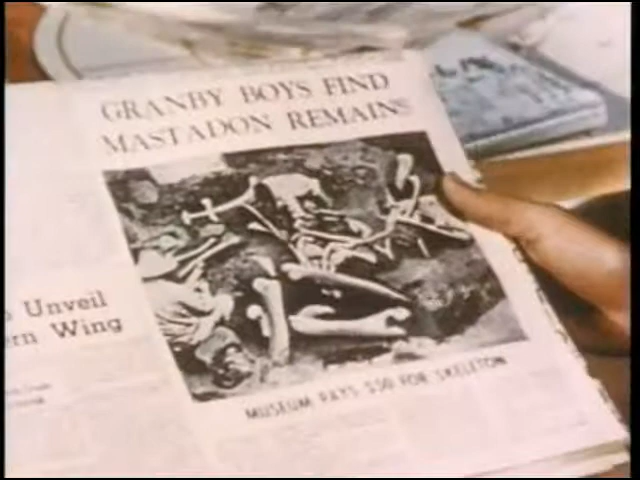 GRANBY BOYS FIND
MASTADON REMAINS
Unveil
rn Wing
MUSEUM PAYS $50 FOR SKELETON